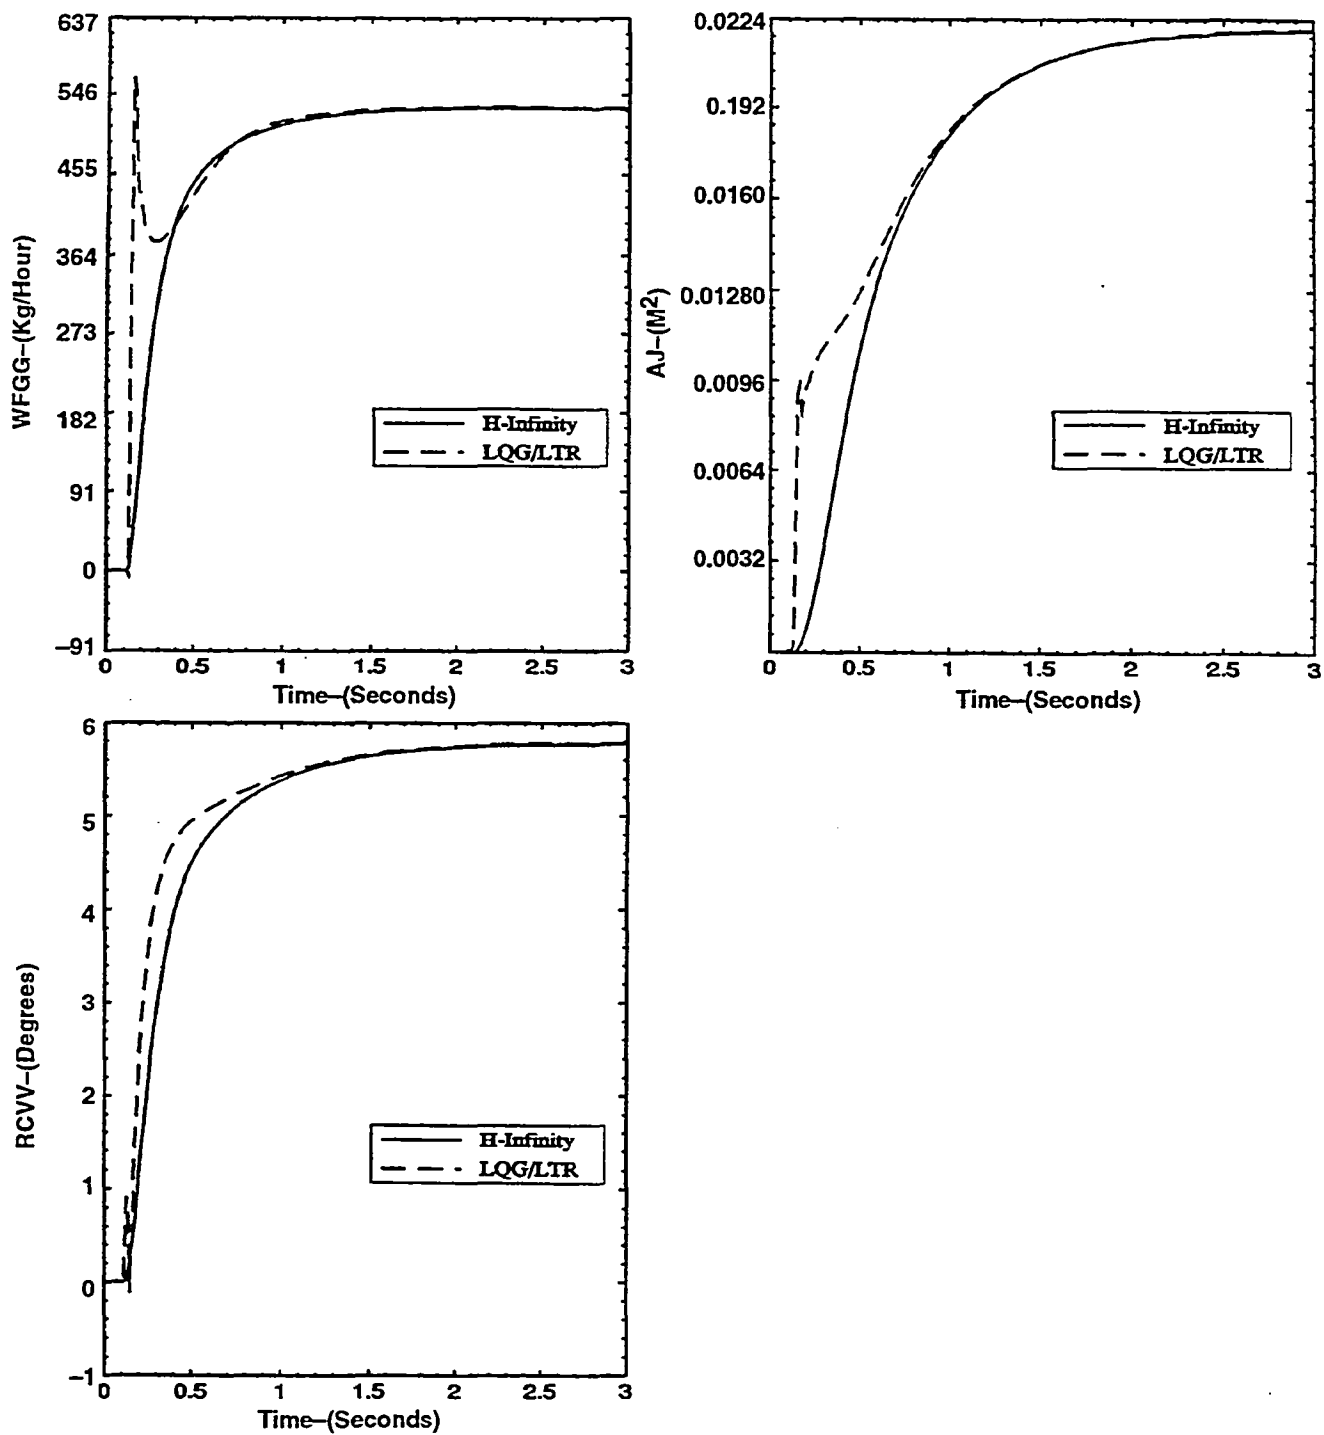 637
546
455
364
273
182
91
0
–91
WFGG–(Kg/Hour)
H-Infinity
LQG/LTR
0 0.5 1 1.5 2 2.5 3
Time–(Seconds)
0.0224
0.192
0.0160
0.01280
0.0096
0.0064
0.0032
AJ–(M²)
H-Infinity
LQG/LTR
0 0.5 1 1.5 2 2.5 3
Time–(Seconds)
6
5
4
3
2
1
0
–1
RCVV–(Degrees)
H-Infinity
LQG/LTR
0 0.5 1 1.5 2 2.5 3
Time–(Seconds)